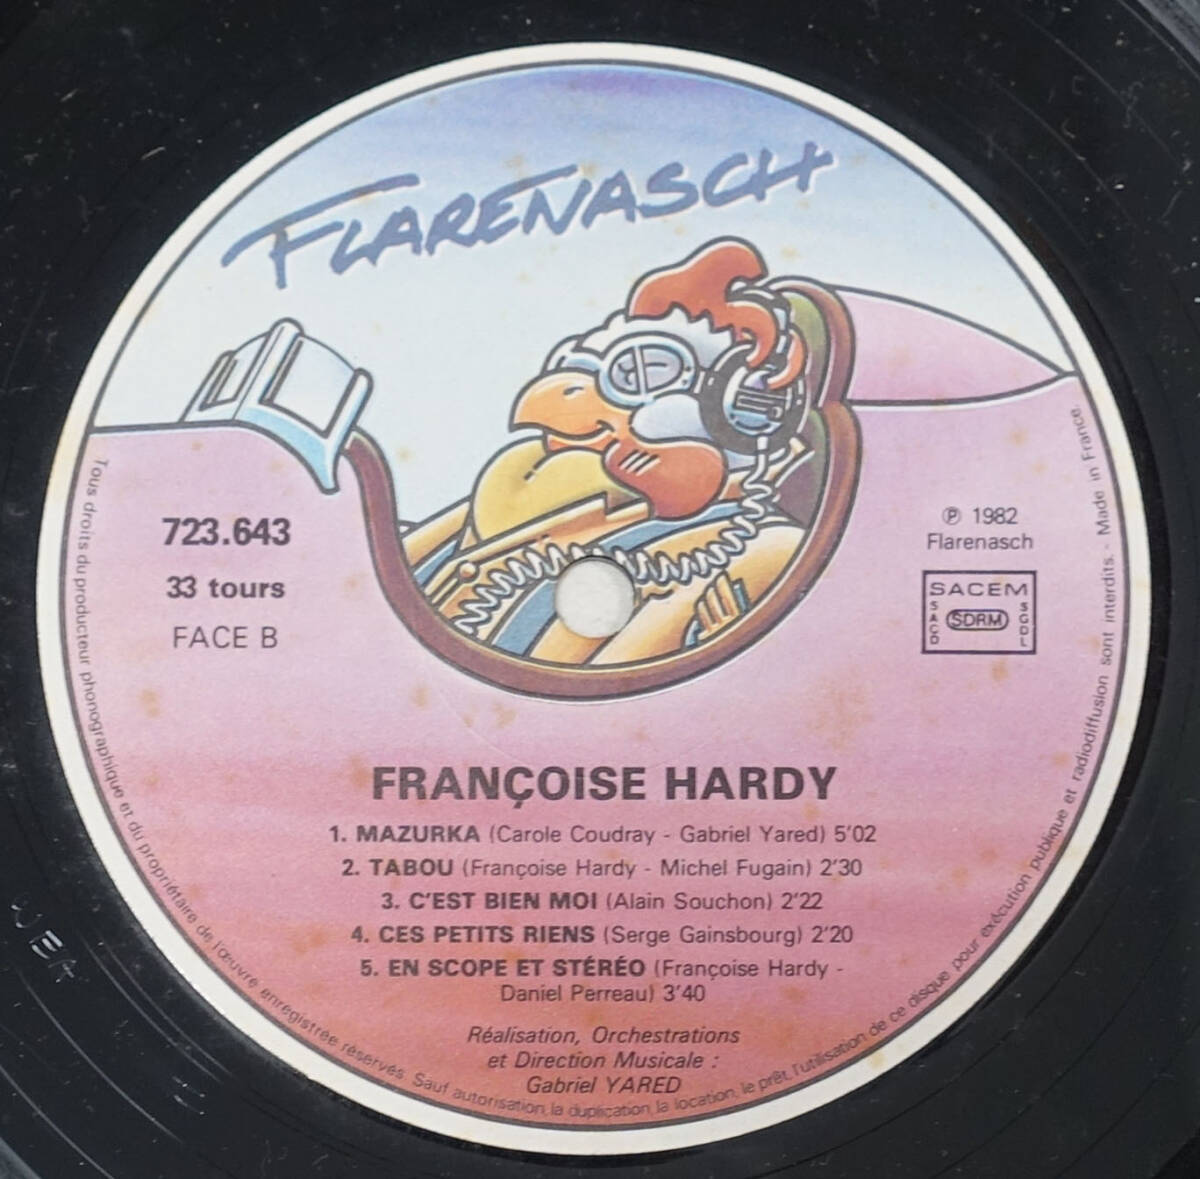 FLARENASCH
723.643
33 tours
FACE B
℗ 1982
Flarenasch
SACEM
SACD
SDRM
SGDL
FRANÇOISE HARDY
1. MAZURKA (Carole Coudray - Gabriel Yared) 5'02
2. TABOU (Françoise Hardy - Michel Fugain) 2'30
3. C'EST BIEN MOI (Alain Souchon) 2'22
4. CES PETITS RIENS (Serge Gainsbourg) 2'20
5. EN SCOPE ET STÉRÉO (Françoise Hardy -
Daniel Perreau) 3'40
Réalisation, Orchestrations
et Direction Musicale :
Gabriel YARED
Tous droits du producteur phonographique et du propriétaire de l'œuvre enregistrée réservés. Sauf autorisation, la duplication, la location, le prêt, l'utilisation de ce disque pour exécution publique et radiodiffusion sont interdits. - Made in France.
WEA